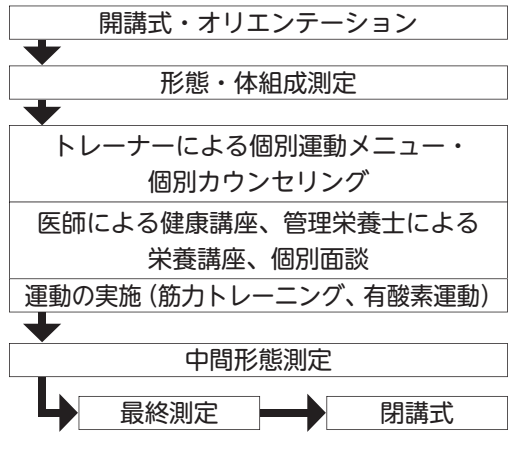 開講式・オリエンテーション
形態・体組成測定
トレーナーによる個別運動メニュー・
個別カウンセリング
医師による健康講座、管理栄養士による
栄養講座、個別面談
運動の実施（筋力トレーニング、有酸素運動）
中間形態測定
最終測定
閉講式